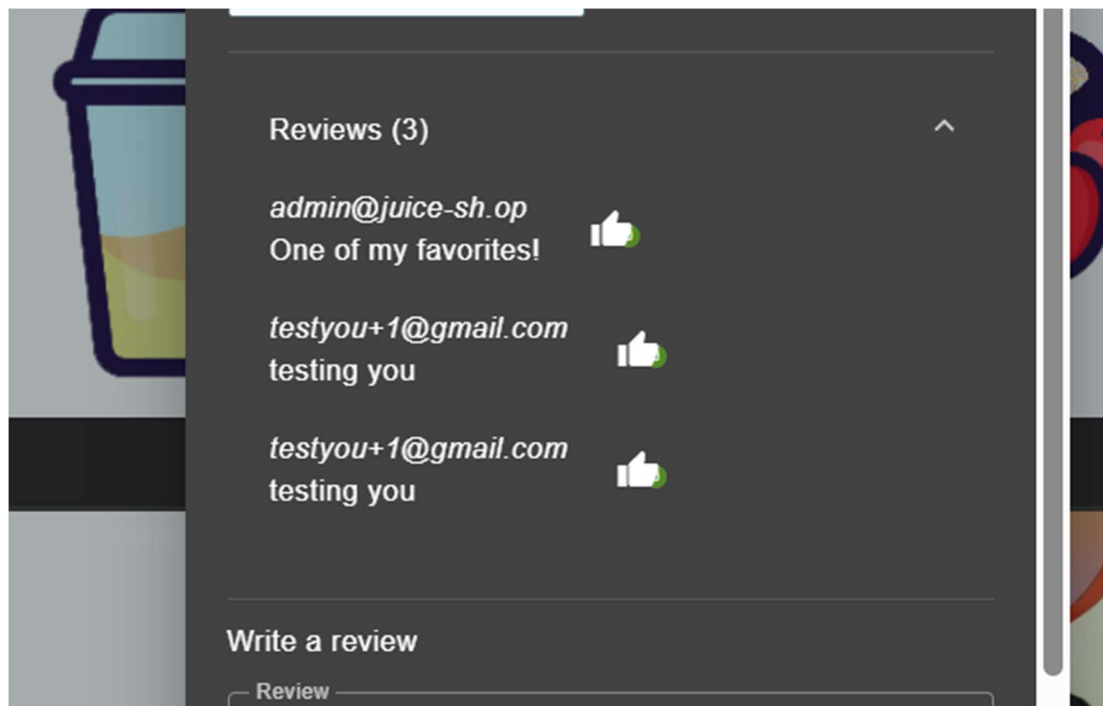 Reviews (3)
admin@juice-sh.op
One of my favorites!
testyou+1@gmail.com
testing you
testyou+1@gmail.com
testing you
Write a review
Review